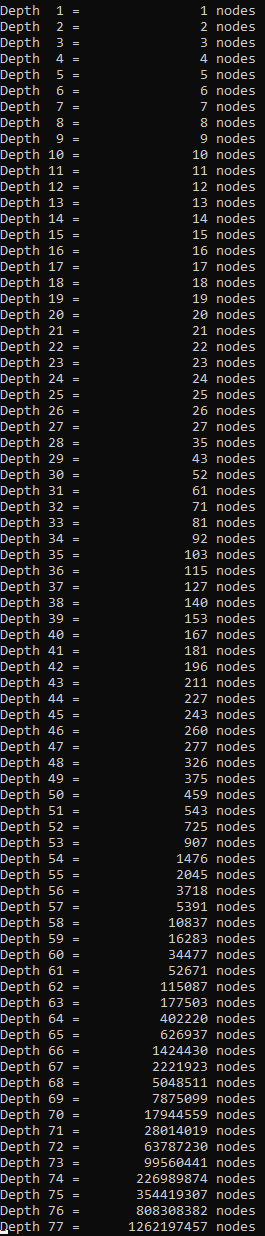 Depth  1 =               1 nodes
Depth  2 =               2 nodes
Depth  3 =               3 nodes
Depth  4 =               4 nodes
Depth  5 =               5 nodes
Depth  6 =               6 nodes
Depth  7 =               7 nodes
Depth  8 =               8 nodes
Depth  9 =               9 nodes
Depth 10 =              10 nodes
Depth 11 =              11 nodes
Depth 12 =              12 nodes
Depth 13 =              13 nodes
Depth 14 =              14 nodes
Depth 15 =              15 nodes
Depth 16 =              16 nodes
Depth 17 =              17 nodes
Depth 18 =              18 nodes
Depth 19 =              19 nodes
Depth 20 =              20 nodes
Depth 21 =              21 nodes
Depth 22 =              22 nodes
Depth 23 =              23 nodes
Depth 24 =              24 nodes
Depth 25 =              25 nodes
Depth 26 =              26 nodes
Depth 27 =              27 nodes
Depth 28 =              35 nodes
Depth 29 =              43 nodes
Depth 30 =              52 nodes
Depth 31 =              61 nodes
Depth 32 =              71 nodes
Depth 33 =              81 nodes
Depth 34 =              92 nodes
Depth 35 =             103 nodes
Depth 36 =             115 nodes
Depth 37 =             127 nodes
Depth 38 =             140 nodes
Depth 39 =             153 nodes
Depth 40 =             167 nodes
Depth 41 =             181 nodes
Depth 42 =             196 nodes
Depth 43 =             211 nodes
Depth 44 =             227 nodes
Depth 45 =             243 nodes
Depth 46 =             260 nodes
Depth 47 =             277 nodes
Depth 48 =             326 nodes
Depth 49 =             375 nodes
Depth 50 =             459 nodes
Depth 51 =             543 nodes
Depth 52 =             725 nodes
Depth 53 =             907 nodes
Depth 54 =            1476 nodes
Depth 55 =            2045 nodes
Depth 56 =            3718 nodes
Depth 57 =            5391 nodes
Depth 58 =           10837 nodes
Depth 59 =           16283 nodes
Depth 60 =           34477 nodes
Depth 61 =           52671 nodes
Depth 62 =          115087 nodes
Depth 63 =          177503 nodes
Depth 64 =          402220 nodes
Depth 65 =          626937 nodes
Depth 66 =         1424430 nodes
Depth 67 =         2221923 nodes
Depth 68 =         5048511 nodes
Depth 69 =         7875099 nodes
Depth 70 =        17944559 nodes
Depth 71 =        28014019 nodes
Depth 72 =        63787230 nodes
Depth 73 =        99560441 nodes
Depth 74 =       226989874 nodes
Depth 75 =       354419307 nodes
Depth 76 =       808308382 nodes
Depth 77 =      1262197457 nodes